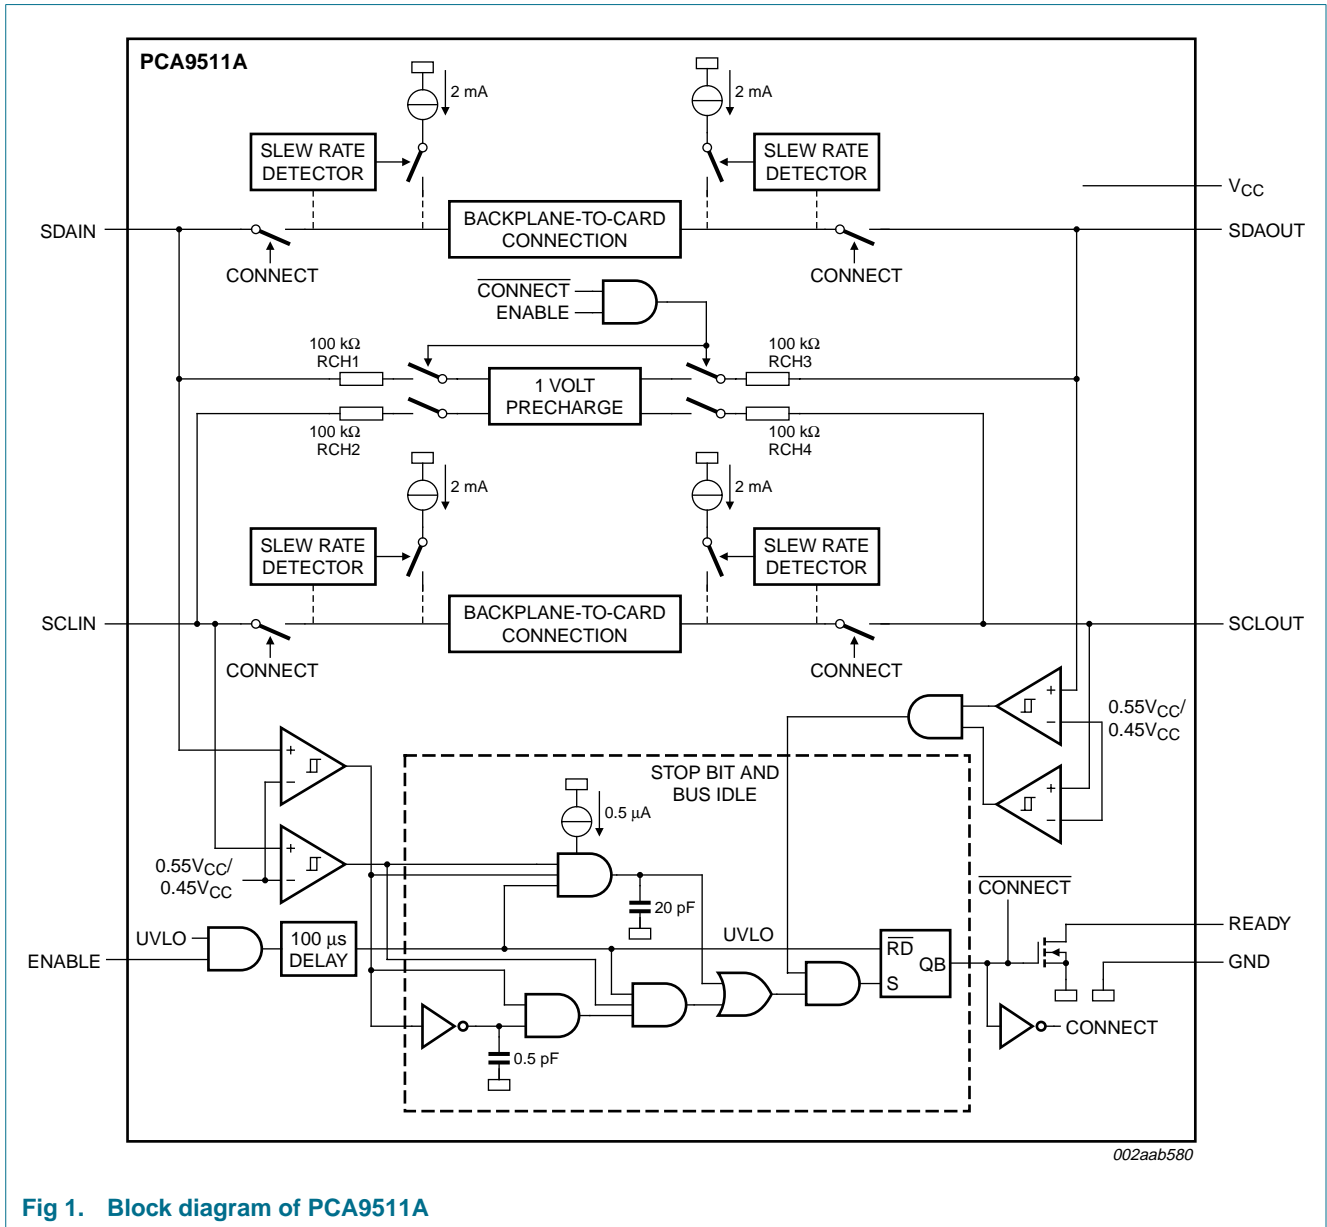 PCA9511A
2 mA
2 mA
SLEW RATE
DETECTOR
SLEW RATE
DETECTOR
VCC
SDAIN
BACKPLANE-TO-CARD
CONNECTION
SDAOUT
CONNECT
CONNECT
CONNECT
ENABLE
100 kΩ
RCH1
100 kΩ
RCH3
1 VOLT
PRECHARGE
100 kΩ
RCH2
100 kΩ
RCH4
2 mA
2 mA
SLEW RATE
DETECTOR
SLEW RATE
DETECTOR
SCLIN
BACKPLANE-TO-CARD
CONNECTION
SCLOUT
CONNECT
CONNECT
+
−
0.55VCC/
0.45VCC
+
−
STOP BIT AND
BUS IDLE
+
−
0.5 μA
+
−
0.55VCC/
0.45VCC
CONNECT
20 pF
UVLO
100 μs
DELAY
UVLO
RD
QB
S
READY
ENABLE
GND
CONNECT
0.5 pF
002aab580
Fig 1. Block diagram of PCA9511A